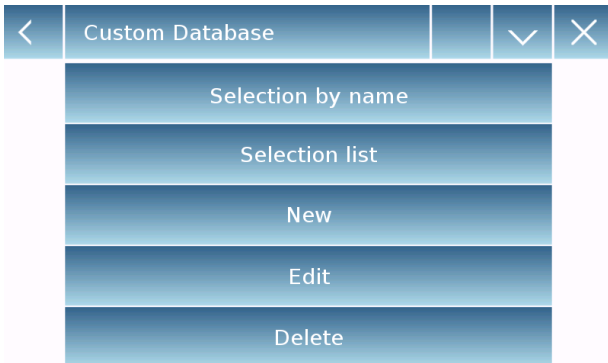 Custom Database
Selection by name
Selection list
New
Edit
Delete